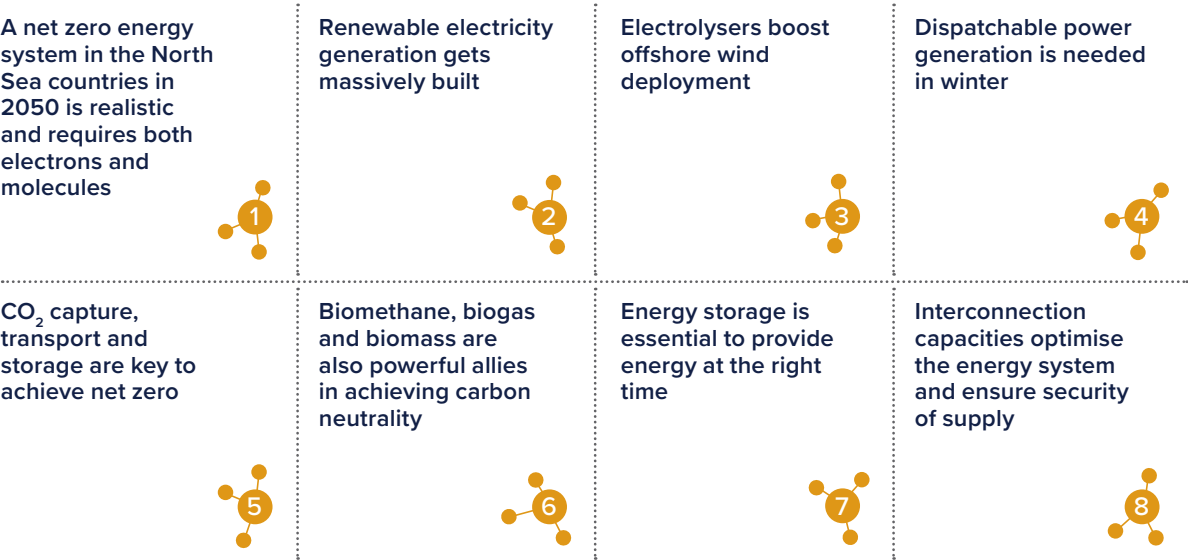 A net zero energy
system in the North
Sea countries in
2050 is realistic
and requires both
electrons and
molecules
1
Renewable electricity
generation gets
massively built
2
Electrolysers boost
offshore wind
deployment
3
Dispatchable power
generation is needed
in winter
4
CO2 capture,
transport and
storage are key to
achieve net zero
5
Biomethane, biogas
and biomass are
also powerful allies
in achieving carbon
neutrality
6
Energy storage is
essential to provide
energy at the right
time
7
Interconnection
capacities optimise
the energy system
and ensure security
of supply
8